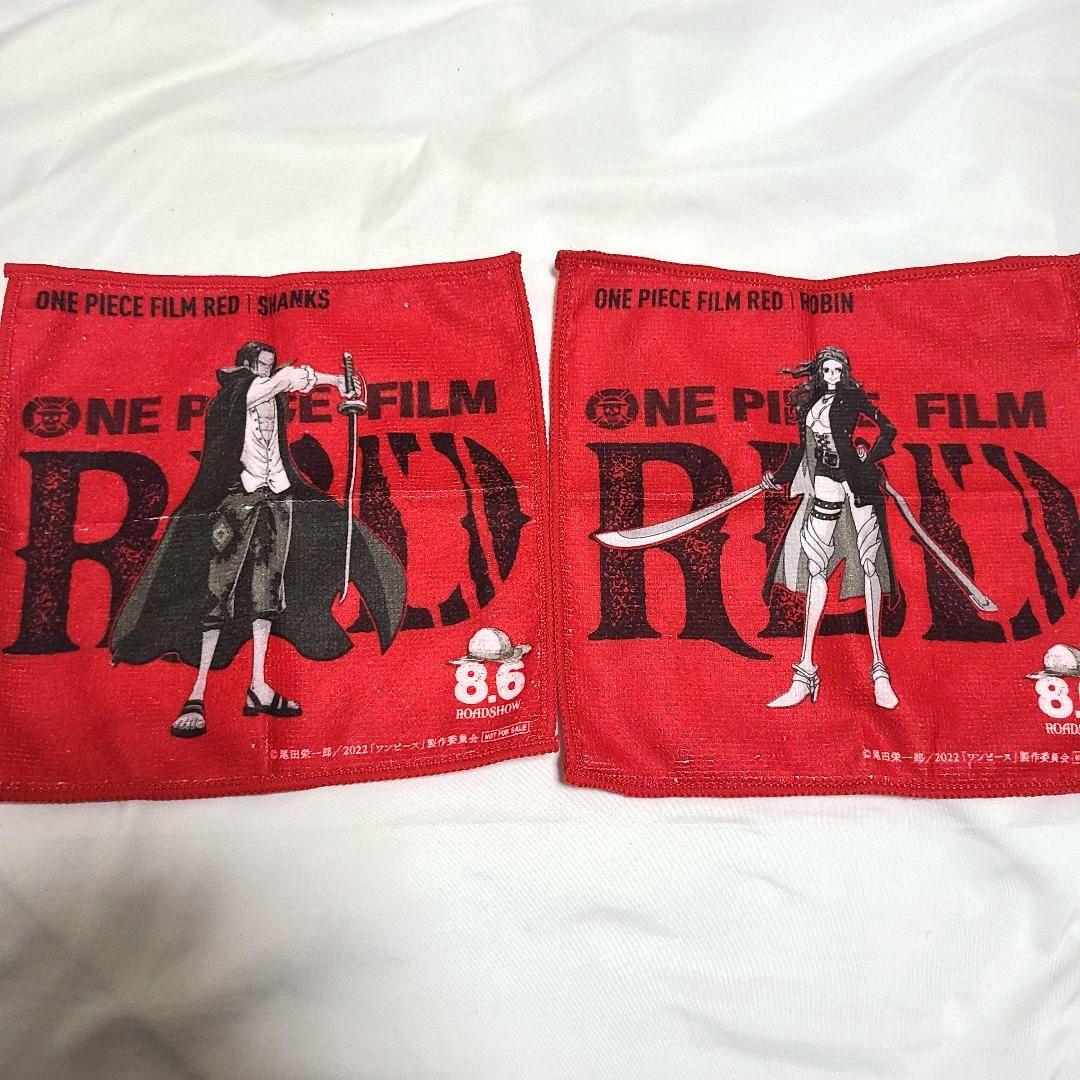 ONE PIECE FILM RED | SHANKS
ONE PIECE FILM
RED
8.6
ROADSHOW
©尾田栄一郎/2022「ワンピース」製作委員会 NOT FOR SALE
ONE PIECE FILM RED | ROBIN
ONE PIECE FILM
RED
8.
ROADS
©尾田栄一郎/2022「ワンピース」製作委員会